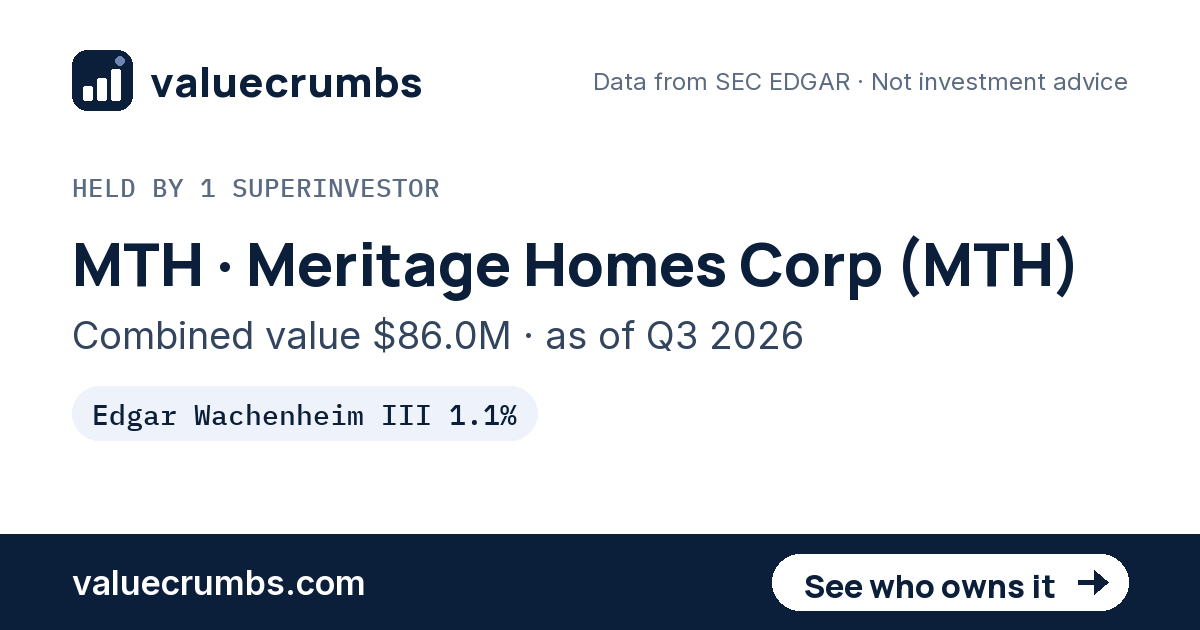 valuecrumbs
Data from SEC EDGAR · Not investment advice
HELD BY 1 SUPERINVESTOR
MTH · Meritage Homes Corp (MTH)
Combined value $86.0M · as of Q3 2026
Edgar Wachenheim III 1.1%
valuecrumbs.com
See who owns it →